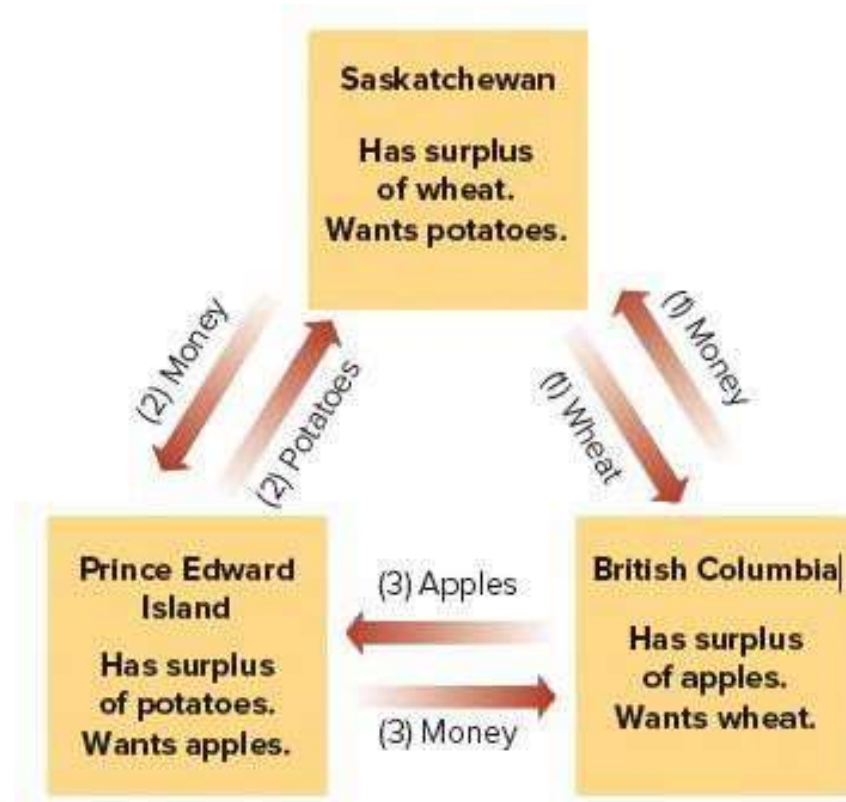 Saskatchewan
Has surplus
of wheat.
Wants potatoes.
(2) Money
(2) Potatoes
(1) Money
(1) Wheat
Prince Edward
Island
Has surplus
of potatoes.
Wants apples.
(3) Apples
(3) Money
British Columbia
Has surplus
of apples.
Wants wheat.